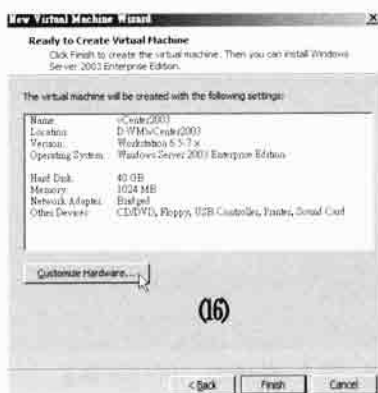 New Virtual Machine Wizard
Ready to Create Virtual Machine
Click Finish to create the virtual machine. Then you can install Windows
Server 2003 Enterprise Edition.
The virtual machine will be created with the following settings:
Name: vCenter2003
Location: D:\VM\vCenter2003
Version: Workstation 6.5-7.x
Operating System: Windows Server 2003 Enterprise Edition
Hard Disk: 40 GB
Memory: 1024 MB
Network Adapter: Bridged
Other Devices: CD/DVD, Floppy, USB Controller, Printer, Sound Card
Customize Hardware...
(16)
< Back Finish Cancel